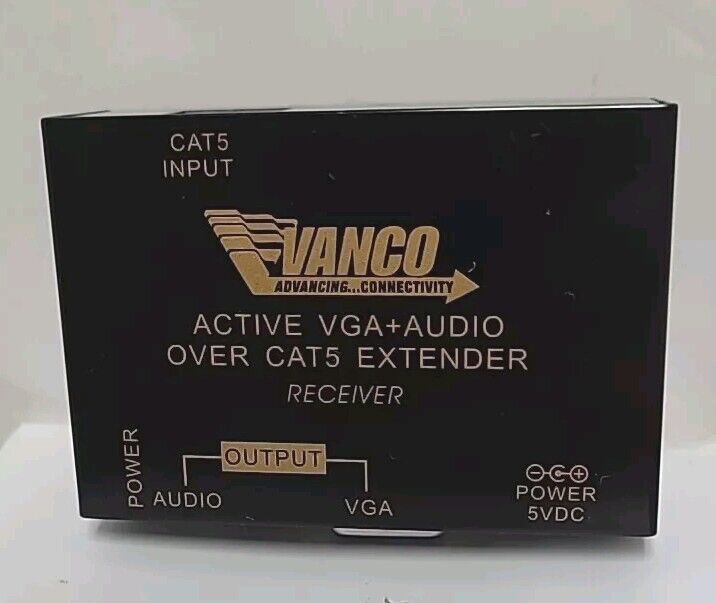 CAT5
INPUT
VANCO
ADVANCING...CONNECTIVITY
ACTIVE VGA+AUDIO
OVER CAT5 EXTENDER
RECEIVER
POWER
OUTPUT
AUDIO
VGA
POWER
5VDC